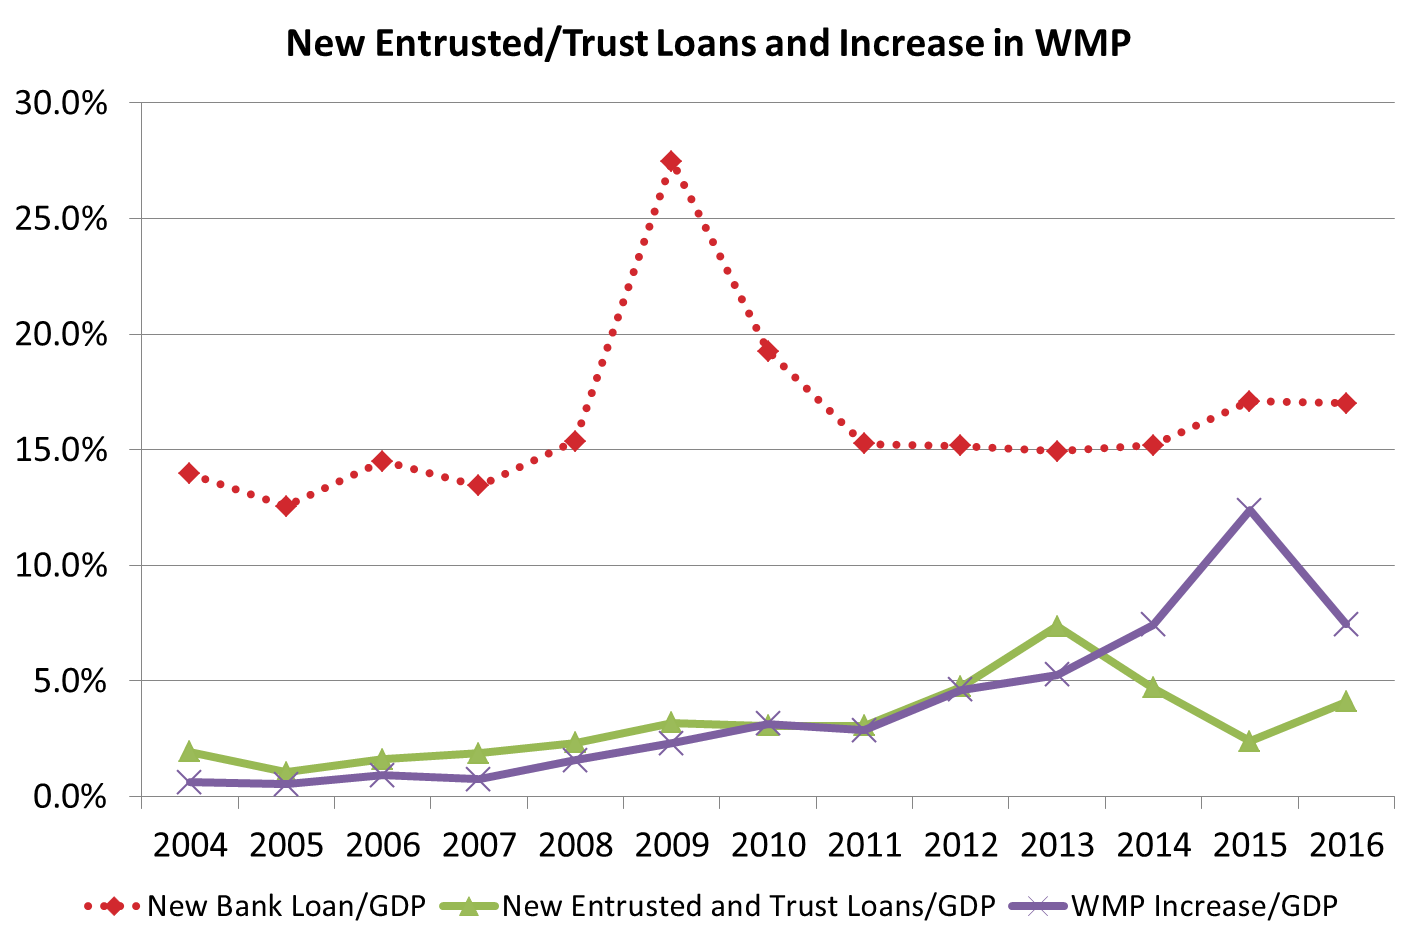 New Entrusted/Trust Loans and Increase in WMP
30.0%
25.0%
20.0%
15.0%
10.0%
5.0%
0.0%
2004 2005 2006 2007 2008 2009 2010 2011 2012 2013 2014 2015 2016
New Bank Loan/GDP New Entrusted and Trust Loans/GDP WMP Increase/GDP